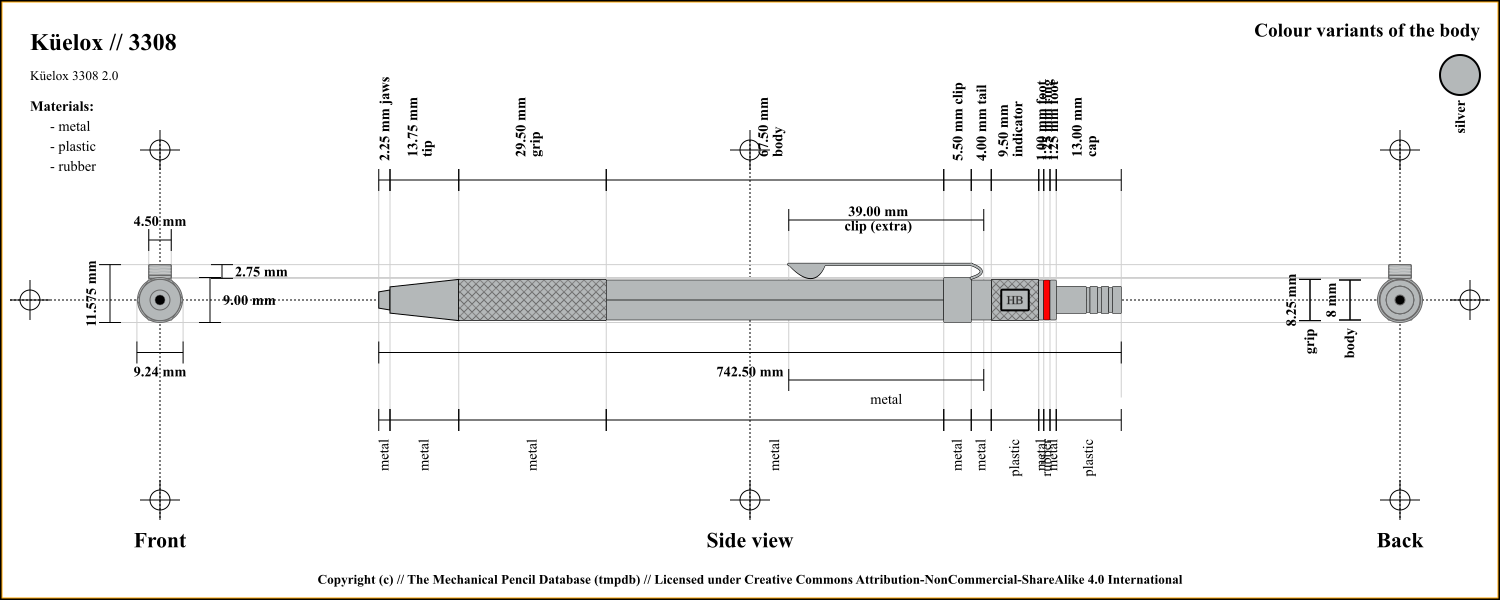 Küelox // 3308
Colour variants of the body
Küelox 3308 2.0
silver
Materials:
- metal
- plastic
- rubber
2.25 mm jaws
13.75 mm
tip
29.50 mm
grip
67.50 mm
body
5.50 mm clip
4.00 mm tail
9.50 mm
indicator
1.00 mm foot
1.25 mm foot
13.00 mm
cap
4.50 mm
39.00 mm
clip (extra)
2.75 mm
11.575 mm
9.00 mm
HB
8.25 mm
grip
8 mm
body
9.24 mm
742.50 mm
metal
metal
metal
metal
metal
metal
metal
plastic
metal
rubber
metal
plastic
Front
Side view
Back
Copyright (c) // The Mechanical Pencil Database (tmpdb) // Licensed under Creative Commons Attribution-NonCommercial-ShareAlike 4.0 International